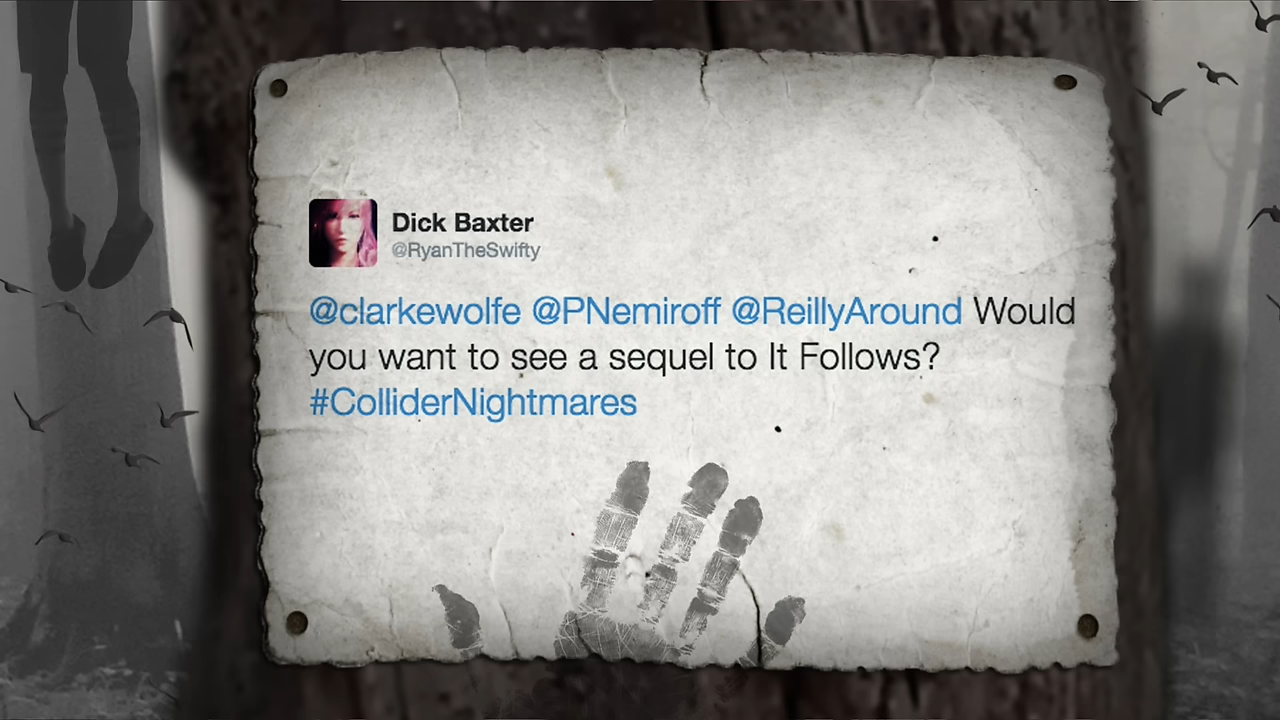 Dick Baxter
@RyanTheSwifty
@clarkewolfe @PNemiroff @ReillyAround Would
you want to see a sequel to It Follows?
#ColliderNightmares